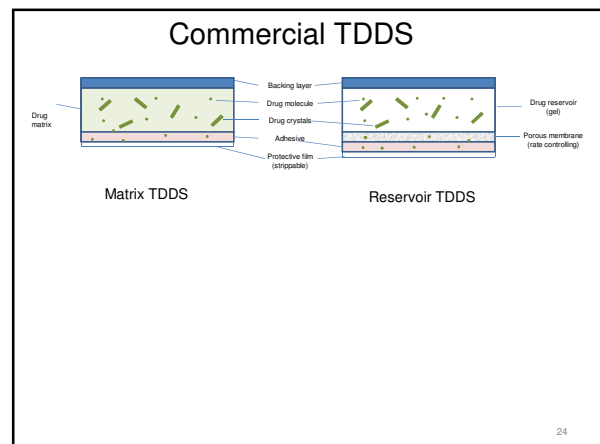 Commercial TDDS
Drug
matrix
Backing layer
Drug molecule
Drug crystals
Adhesive
Protective film
(strippable)
Drug reservoir
(gel)
Porous membrane
(rate controlling)
Matrix TDDS
Reservoir TDDS
24